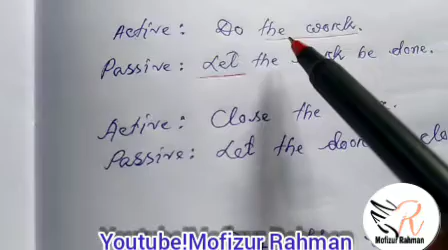 Active: Do the work.
Passive: Let the be done.
Active: Close the
Passive: Let the door
R
Mofizur Rahman
Youtube!Mofizur Rahman